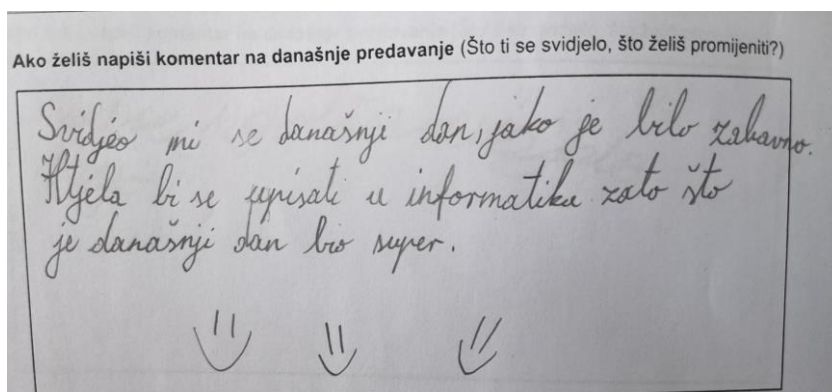 Ako želiš napiši komentar na današnje predavanje (Što ti se svidjelo, što želiš promijeniti?)
Svidjeo mi se današnji dan, jako je bilo zabavno.
Htjela bi se upisati u informatiku zato što
je današnji dan bio super.